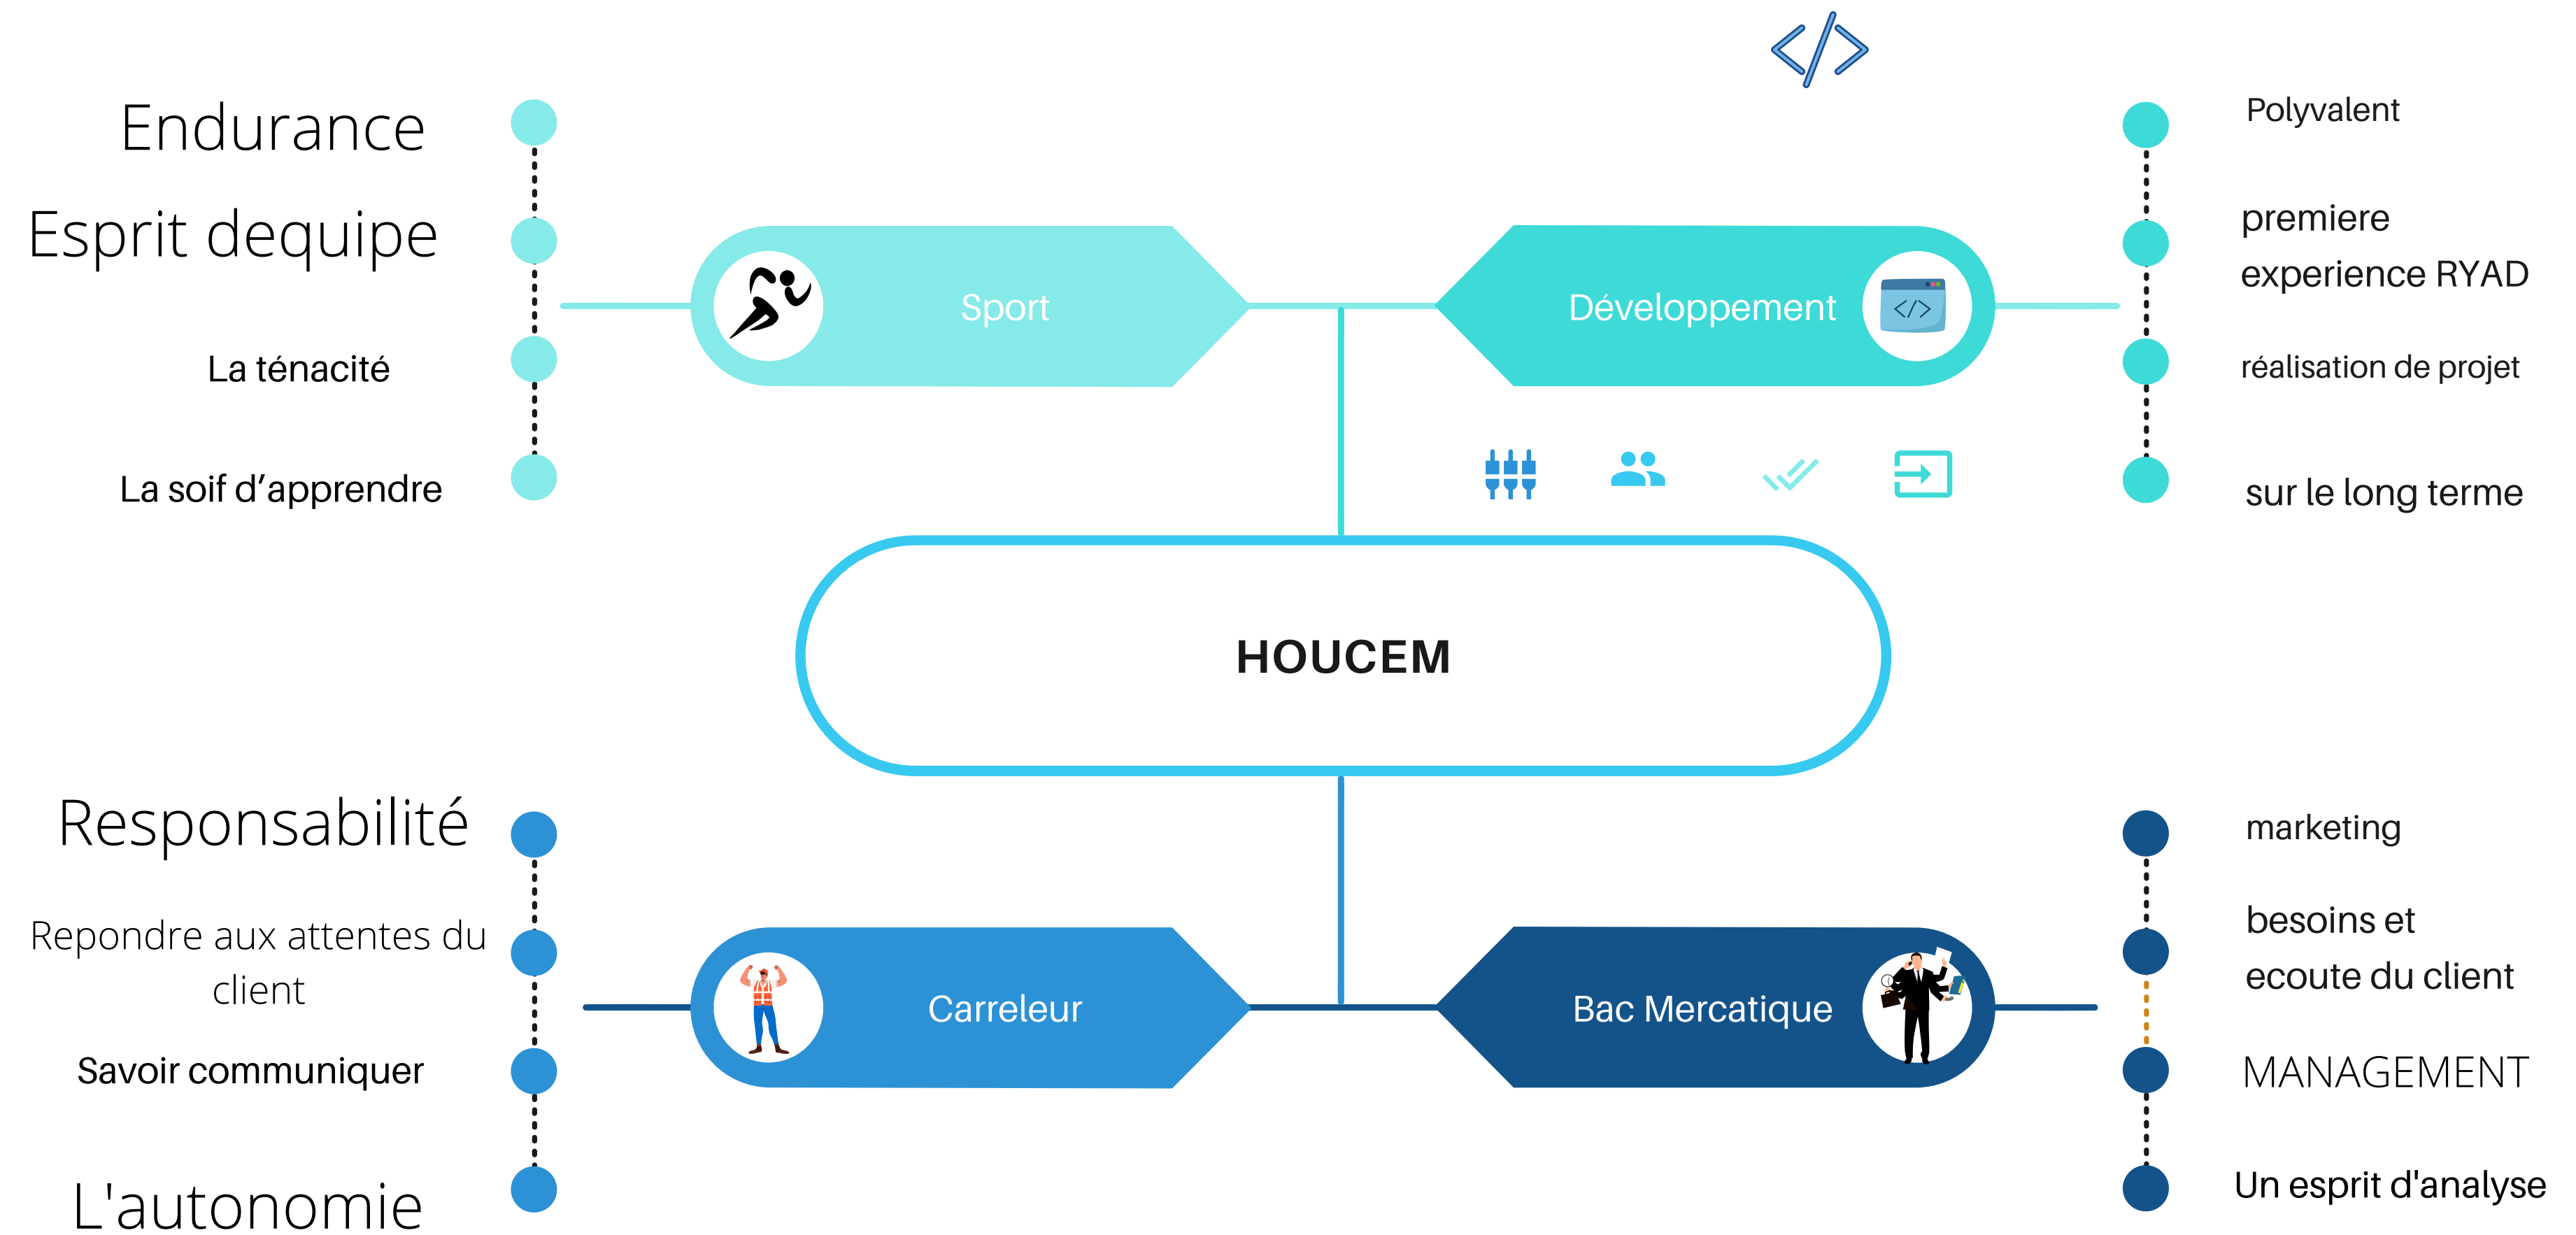 Endurance
Esprit dequipe
La ténacité
La soif d’apprendre
Sport
</>
Développement
</>
Polyvalent
premiere
experience RYAD
réalisation de projet
sur le long terme
HOUCEM
Responsabilité
Repondre aux attentes du
client
Savoir communiquer
L'autonomie
Carreleur
Bac Mercatique
marketing
besoins et
ecoute du client
MANAGEMENT
Un esprit d'analyse